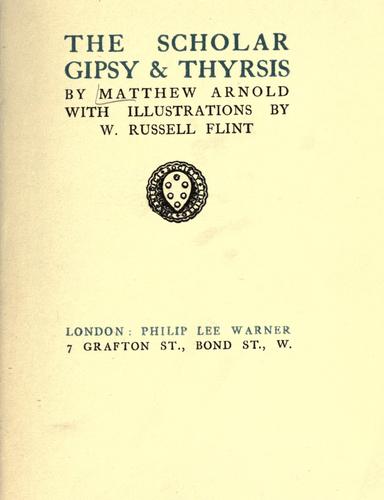 THE SCHOLAR
GIPSY & THYRSIS
BY MATTHEW ARNOLD
WITH ILLUSTRATIONS BY
W. RUSSELL FLINT
LONDON: PHILIP LEE WARNER
7 GRAFTON ST., BOND ST., W.